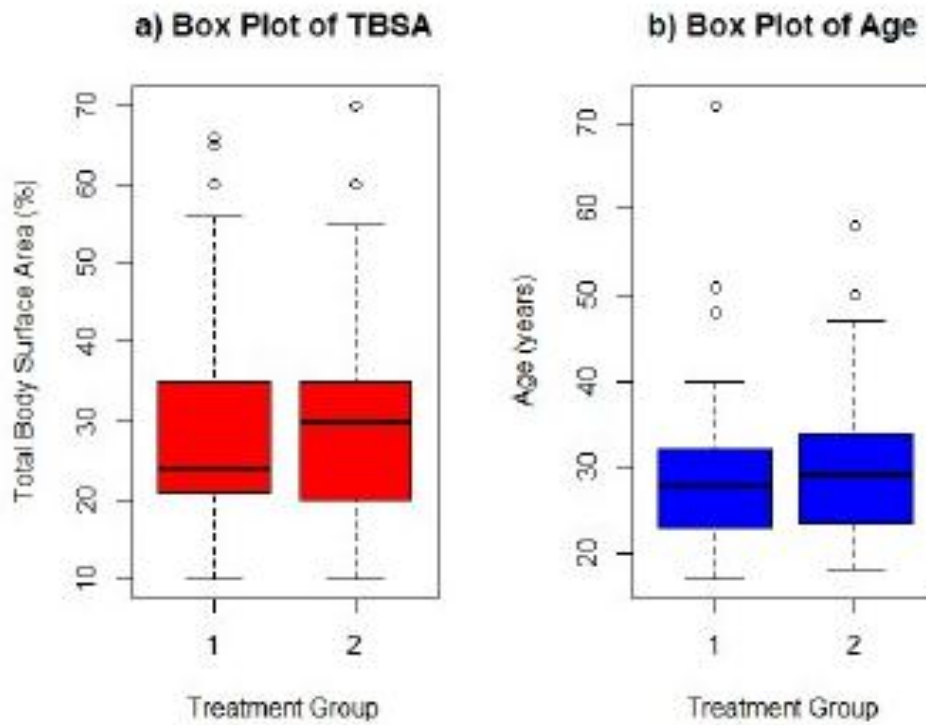 a) Box Plot of TBSA
Total Body Surface Area (%)
70
60
50
40
30
20
10
1 2
Treatment Group
b) Box Plot of Age
Age (years)
70
60
50
40
30
20
1 2
Treatment Group